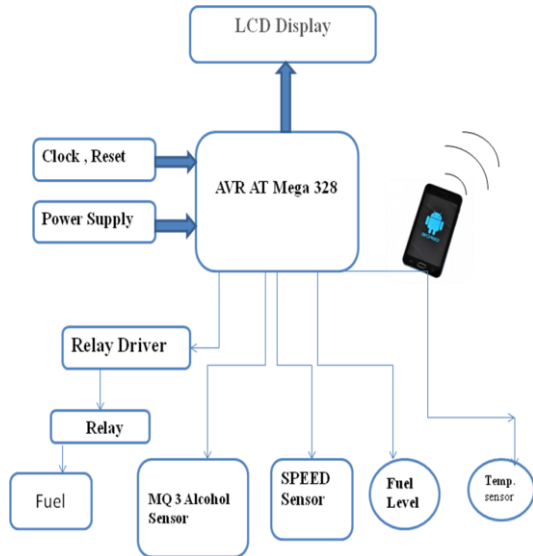 LCD Display
Clock , Reset
AVR AT Mega 328
Power Supply
Relay Driver
Relay
Fuel
MQ 3 Alcohol
Sensor
SPEED
Sensor
Fuel
Level
Temp.
sensor